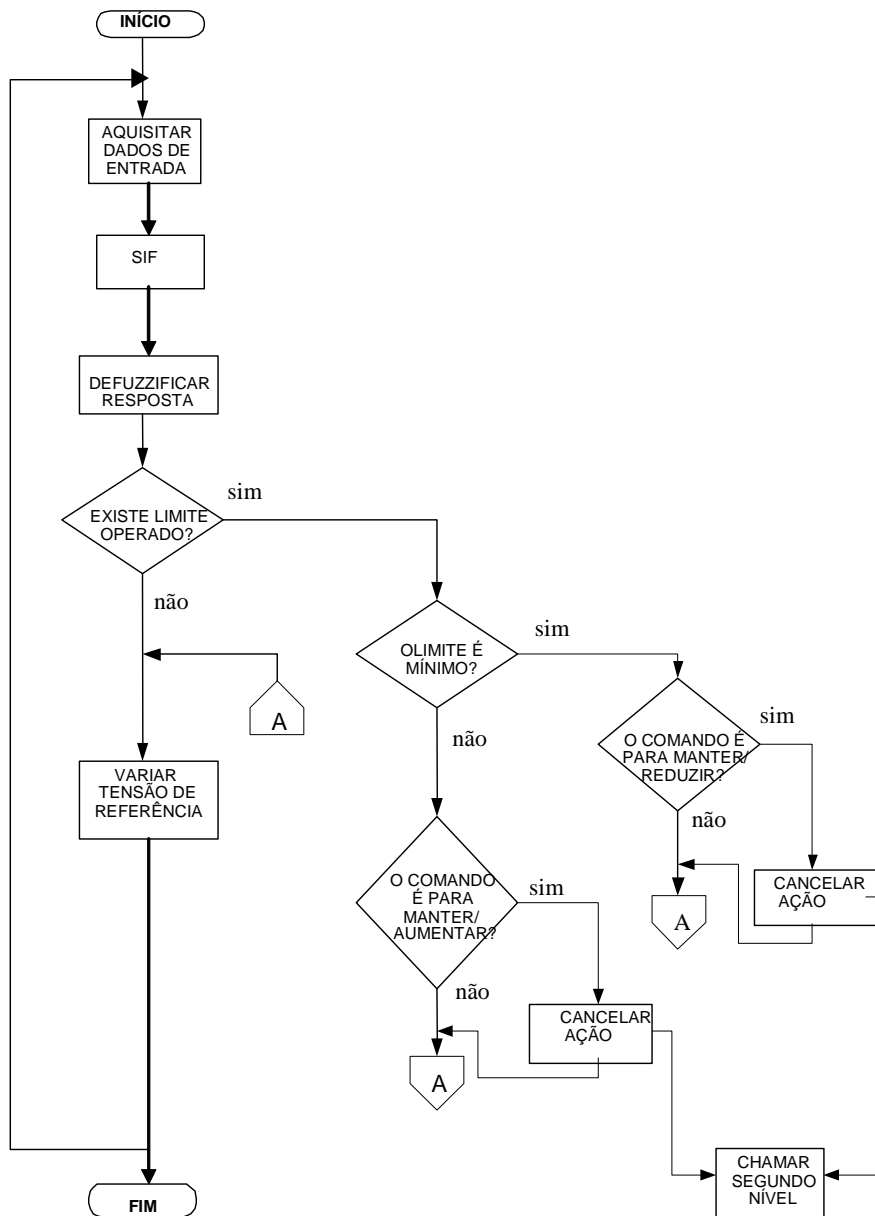 INÍCIO
AQUISITAR
DADOS DE
ENTRADA
SIF
DEFUZZIFICAR
RESPOSTA
EXISTE LIMITE
OPERADO?
sim
não
OLIMITE É
MÍNIMO?
sim
não
A
O COMANDO É
PARA MANTER/
REDUZIR?
sim
não
VARIAR
TENSÃO DE
REFERÊNCIA
O COMANDO
É PARA
MANTER/
AUMENTAR?
sim
não
CANCELAR
AÇÃO
A
CANCELAR
AÇÃO
A
CHAMAR
SEGUNDO
NÍVEL
FIM